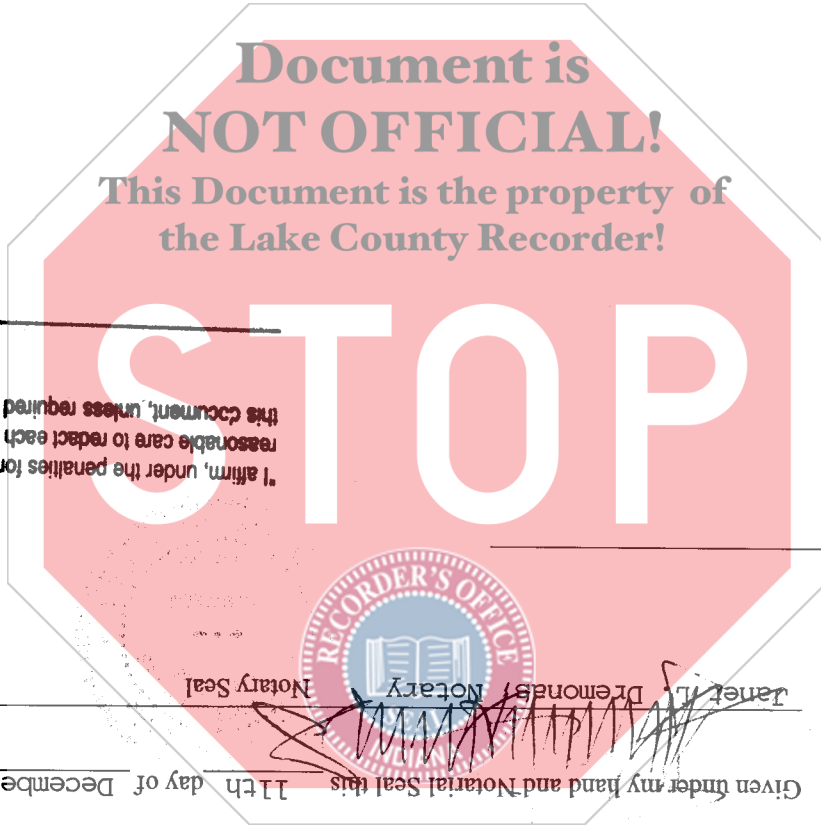 Document is
NOT OFFICIAL!
This Document is the property of
the Lake County Recorder!
STOP
RECORDER'S OFFICE
SEAL
INDIANA
Given under my hand and Notarial Seal this 11th day of Decembe
Janet Dremonas, Notary Notary Seal
"I affirm, under the penalties for
reasonable care to redact each
this document, unless required